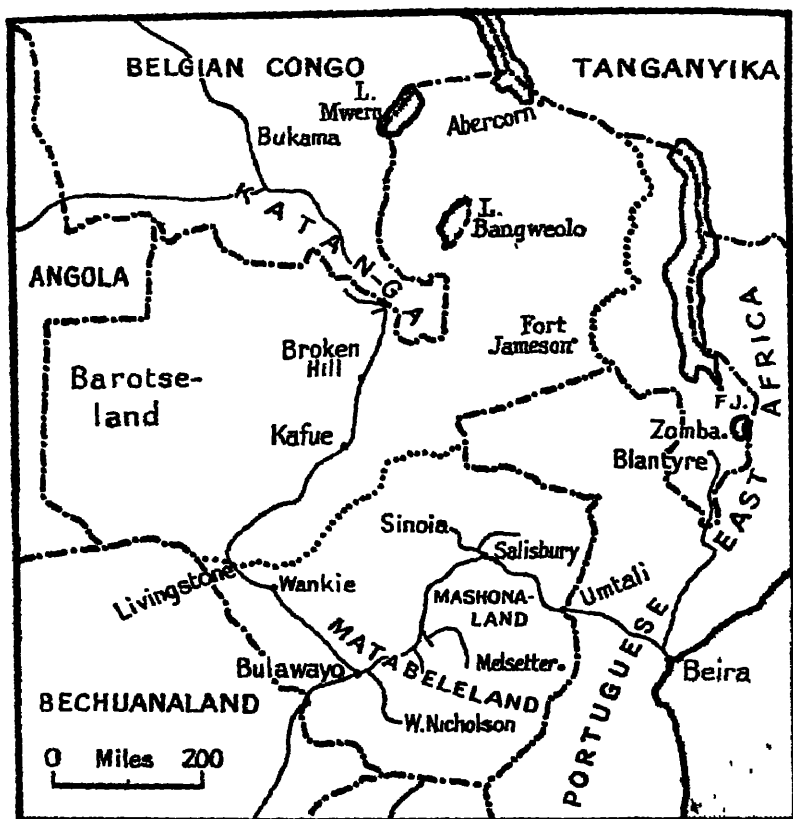 BELGIAN CONGO
TANGANYIKA
L.
Mweru
Abercorn
Bukama
KATANGA
L.
Bangweolo
ANGOLA
Fort
Jameson
Broken
Hill
Barotse-
land
F J.
Zomba.
Kafue
Blantyre
PORTUGUESE EAST AFRICA
Sinoia
Salisbury
Livingstone
Wankie
Umtali
MASHONA-
LAND
MATABELELAND
Melsetter.
Bulawayo
Beira
BECHUANALAND
W. Nicholson
0 Miles 200